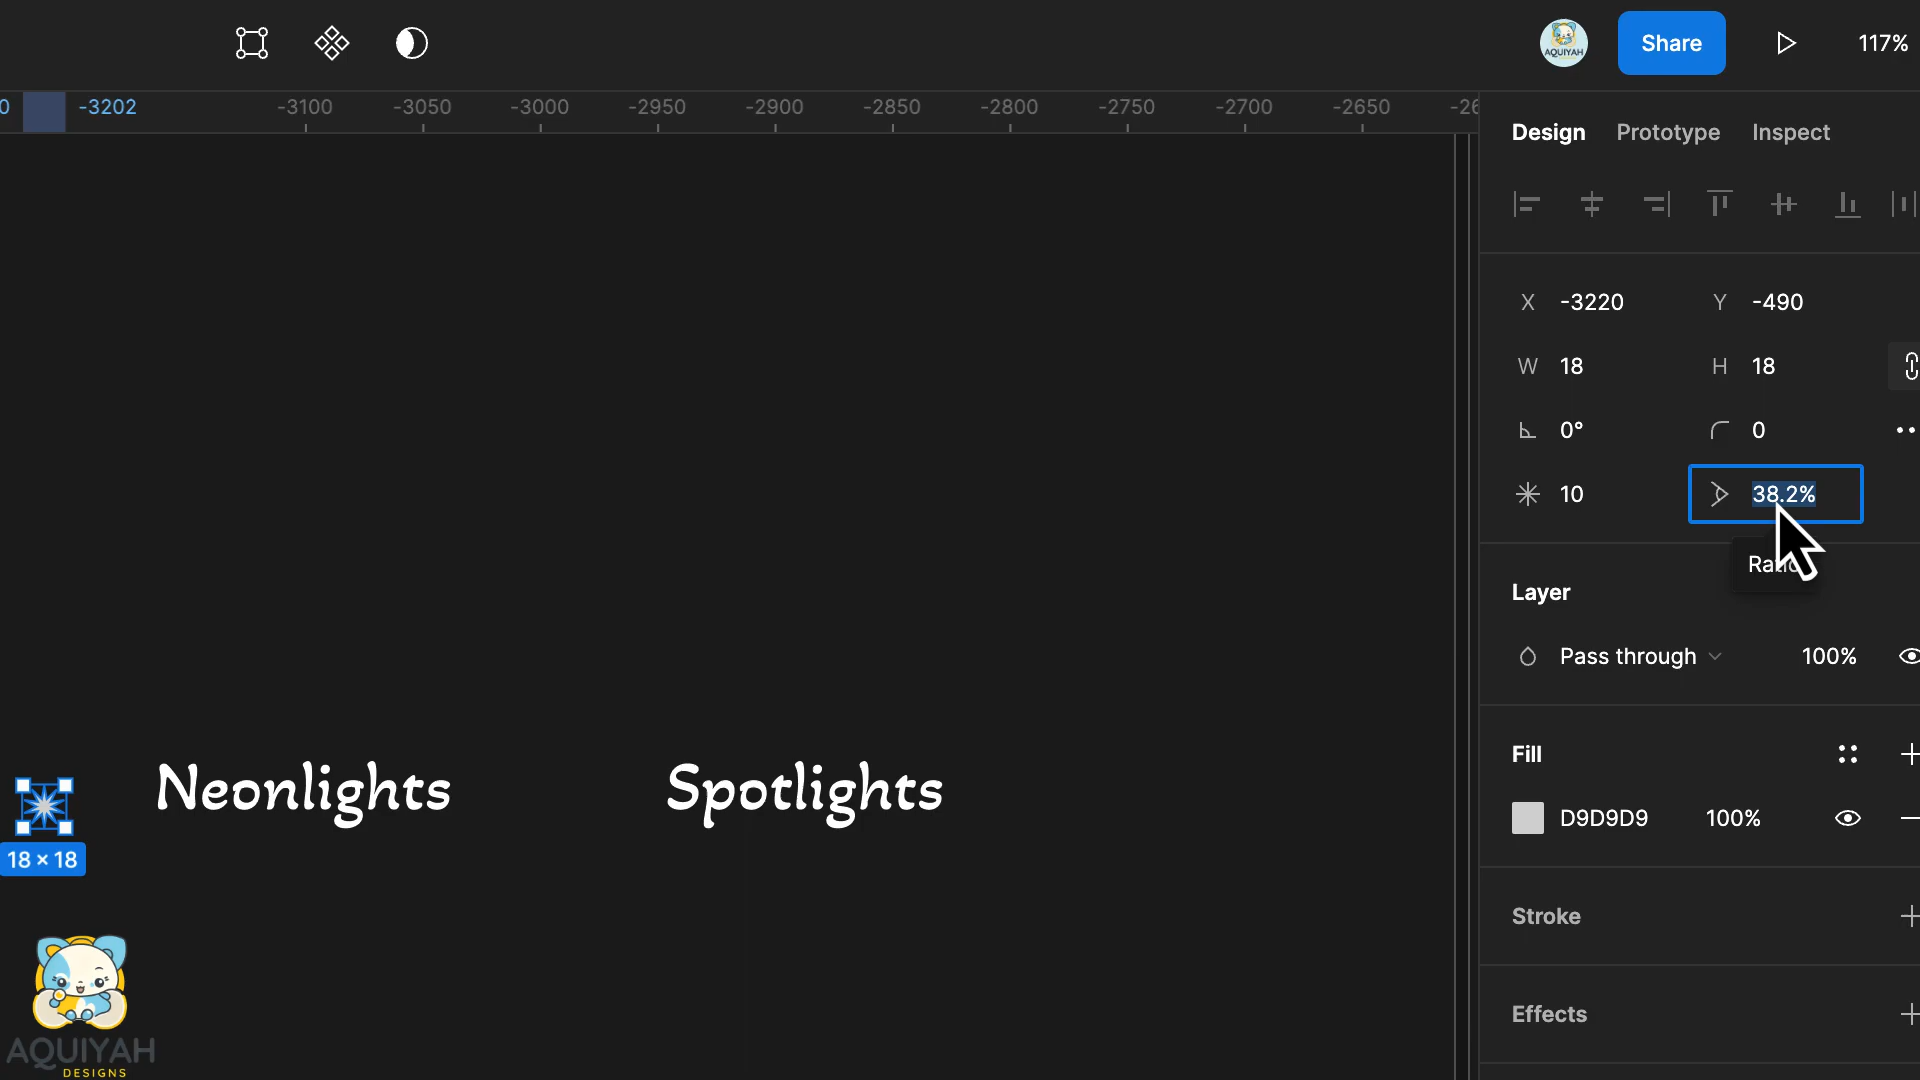 AQUIYAH
Share
117%
0
-3202
-3100
-3050
-3000
-2950
-2900
-2850
-2800
-2750
-2700
-2650
Design
Prototype
Inspect
X
-3220
Y
-490
W
18
H
18
0°
0
10
38.2%
Layer
Pass through
100%
Fill
D9D9D9
100%
Stroke
Effects
Neonlights
Spotlights
18 × 18
AQUIYAH
DESIGNS